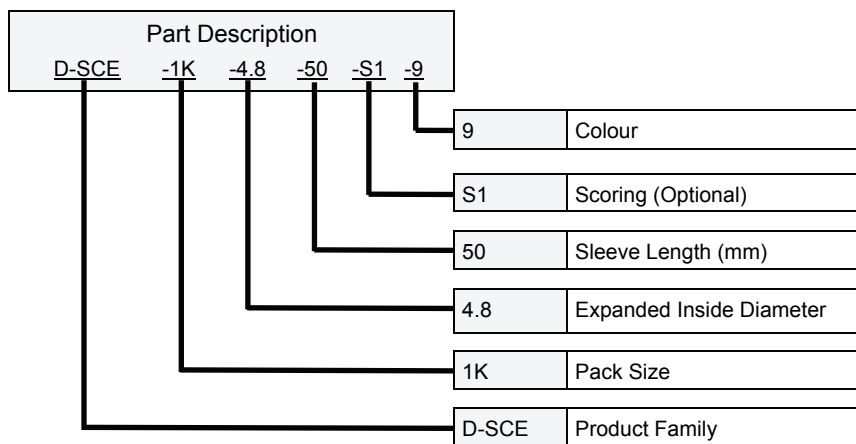 Part Description
D-SCE -1K -4.8 -50 -S1 -9
9 Colour
S1 Scoring (Optional)
50 Sleeve Length (mm)
4.8 Expanded Inside Diameter
1K Pack Size
D-SCE Product Family